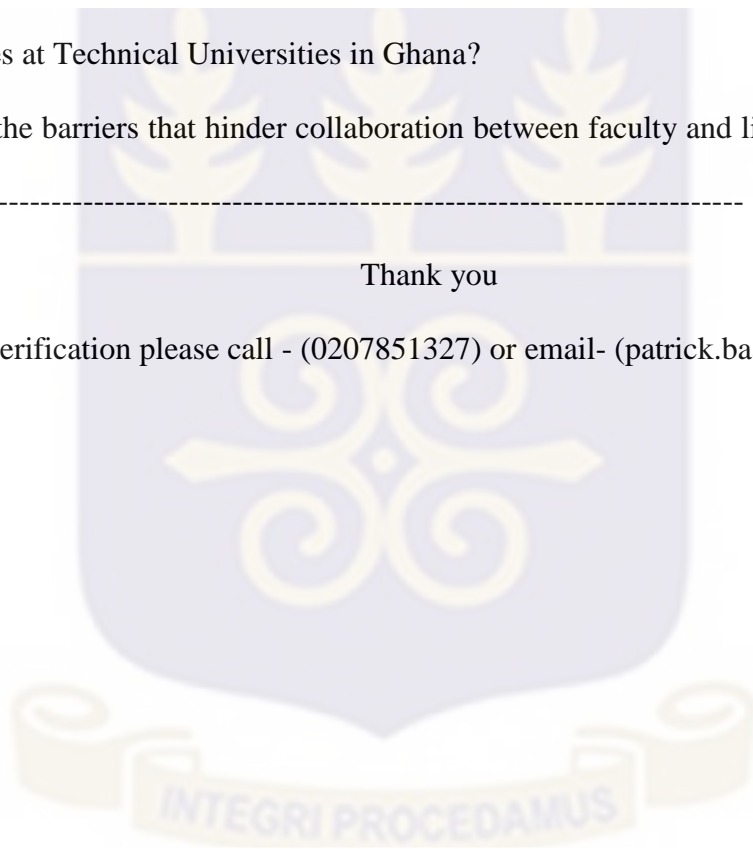 es at Technical Universities in Ghana?
the barriers that hinder collaboration between faculty and li
----------------------------------------------------------------------
Thank you
erification please call - (0207851327) or email- (patrick.ba
INTEGRI PROCEDAMUS